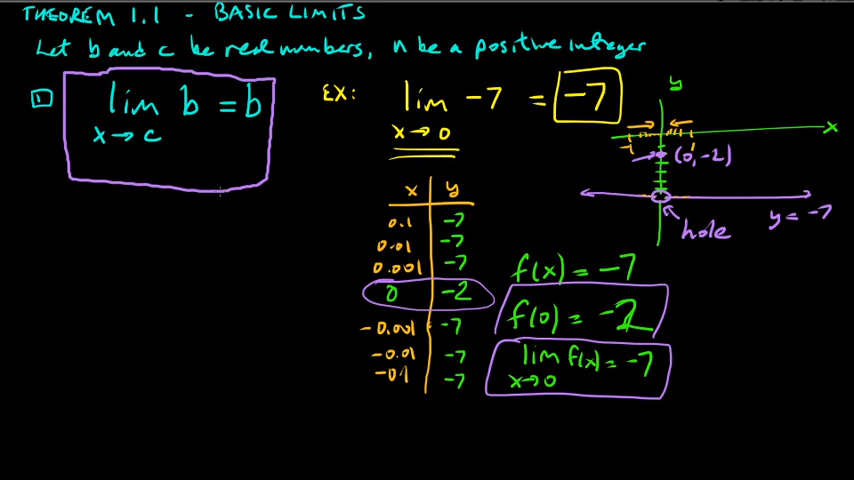 THEOREM 1.1 - BASIC LIMITS
Let b and c be real numbers, n be a positive integer
1 lim b = b
x→c
EX: lim -7 = -7
x→0
x y
0.1 -7
0.01 -7
0.001 -7
0 -2
-0.001 -7
-0.01 -7
-0.1 -7
f(x) = -7
f(0) = -2
lim f(x) = -7
x→0
y
x
-1 1
(0,-2)
y = -7
hole